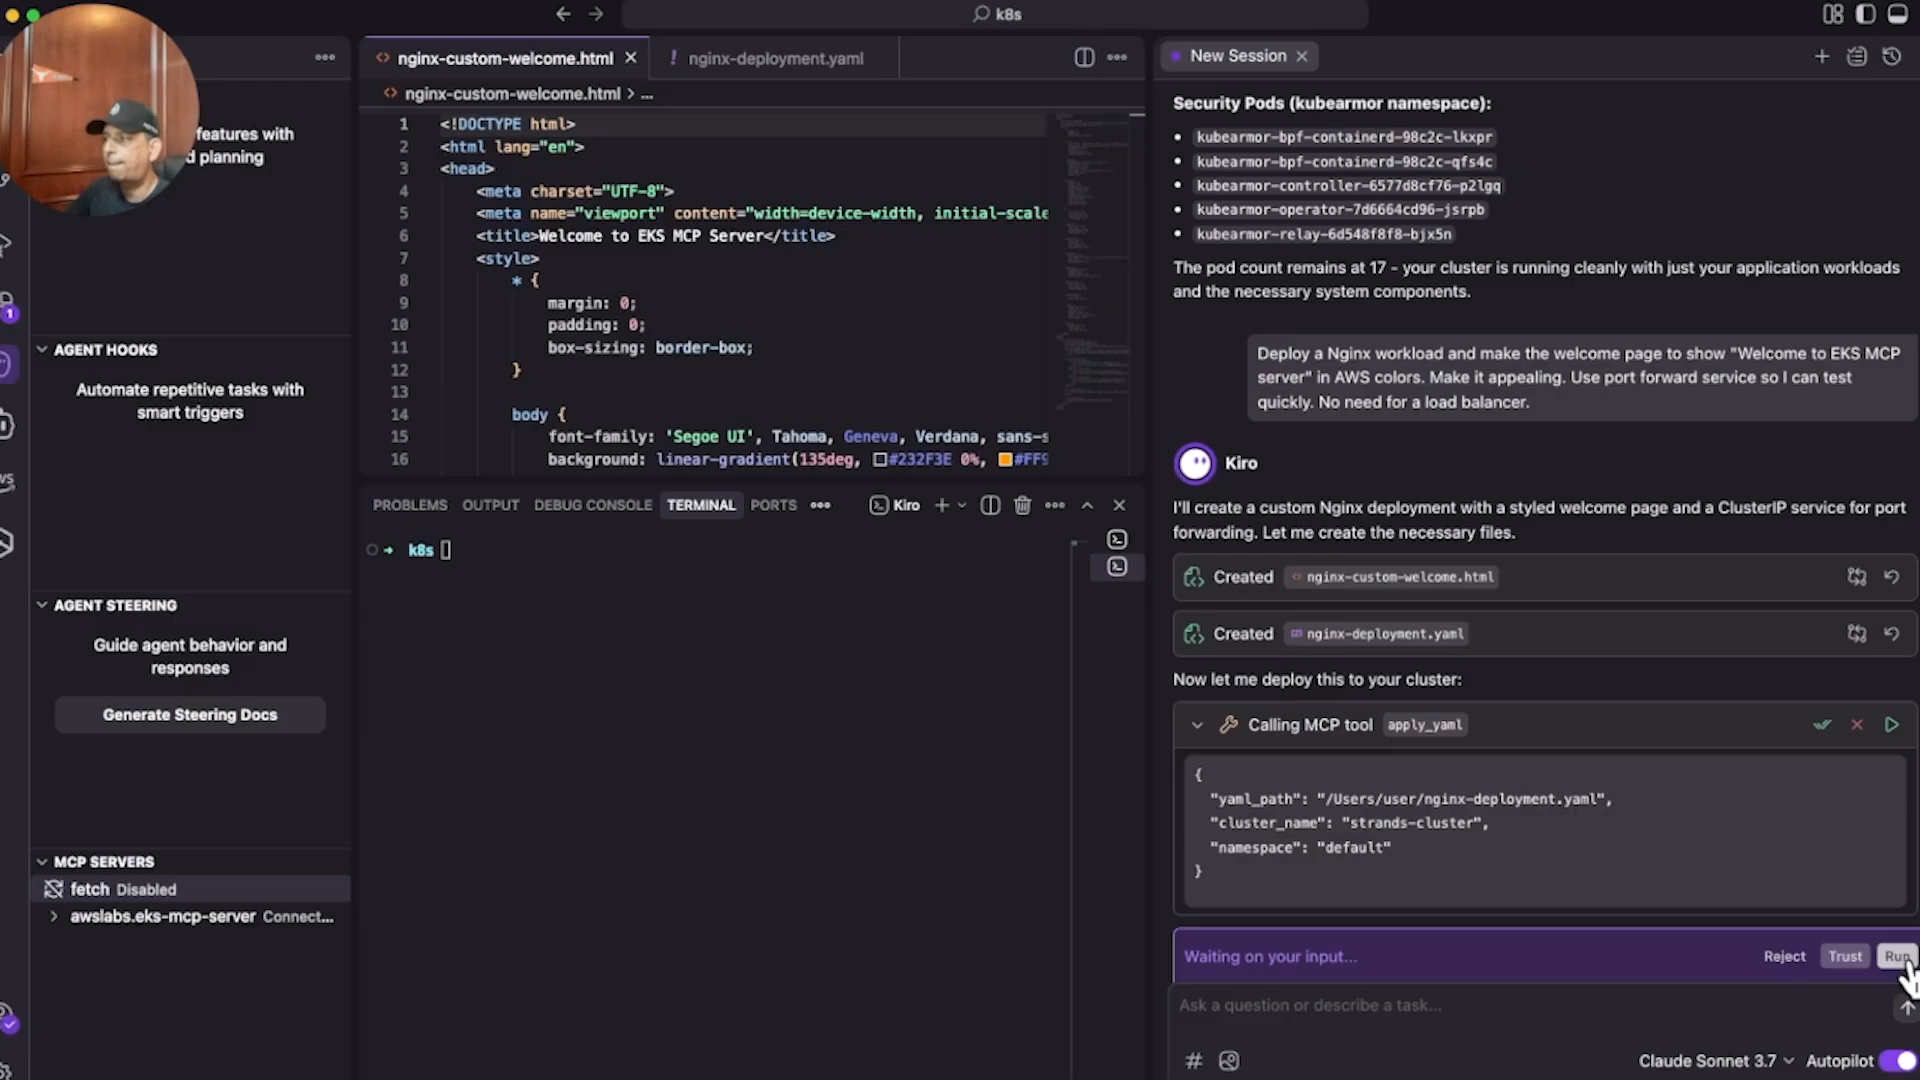 k8s
features with
d planning
AGENT HOOKS
Automate repetitive tasks with
smart triggers
AGENT STEERING
Guide agent behavior and
responses
Generate Steering Docs
MCP SERVERS
fetch Disabled
awslabs.eks-mcp-server Connect...
1
nginx-custom-welcome.html
! nginx-deployment.yaml
nginx-custom-welcome.html > ...
1 <!DOCTYPE html>
2 <html lang="en">
3 <head>
4 <meta charset="UTF-8">
5 <meta name="viewport" content="width=device-width, initial-scale
6 <title>Welcome to EKS MCP Server</title>
7 <style>
8 * {
9 margin: 0;
10 padding: 0;
11 box-sizing: border-box;
12 }
13
14 body {
15 font-family: 'Segoe UI', Tahoma, Geneva, Verdana, sans-s
16 background: linear-gradient(135deg, #232F3E 0%, #FF9
PROBLEMS OUTPUT DEBUG CONSOLE TERMINAL PORTS
Kiro
k8s
New Session
Security Pods (kubearmor namespace):
• kubearmor-bpf-containerd-98c2c-lkxpr
• kubearmor-bpf-containerd-98c2c-qfs4c
• kubearmor-controller-6577d8cf76-p2lgq
• kubearmor-operator-7d6664cd96-jsrpb
• kubearmor-relay-6d548f8f8-bjx5n
The pod count remains at 17 - your cluster is running cleanly with just your application workloads
and the necessary system components.
Deploy a Nginx workload and make the welcome page to show "Welcome to EKS MCP
server" in AWS colors. Make it appealing. Use port forward service so I can test
quickly. No need for a load balancer.
Kiro
I'll create a custom Nginx deployment with a styled welcome page and a ClusterIP service for port
forwarding. Let me create the necessary files.
Created nginx-custom-welcome.html
Created nginx-deployment.yaml
Now let me deploy this to your cluster:
Calling MCP tool apply_yaml
{
"yaml_path": "/Users/user/nginx-deployment.yaml",
"cluster_name": "strands-cluster",
"namespace": "default"
}
Waiting on your input...
Reject Trust Run
Ask a question or describe a task...
#
Claude Sonnet 3.7
Autopilot